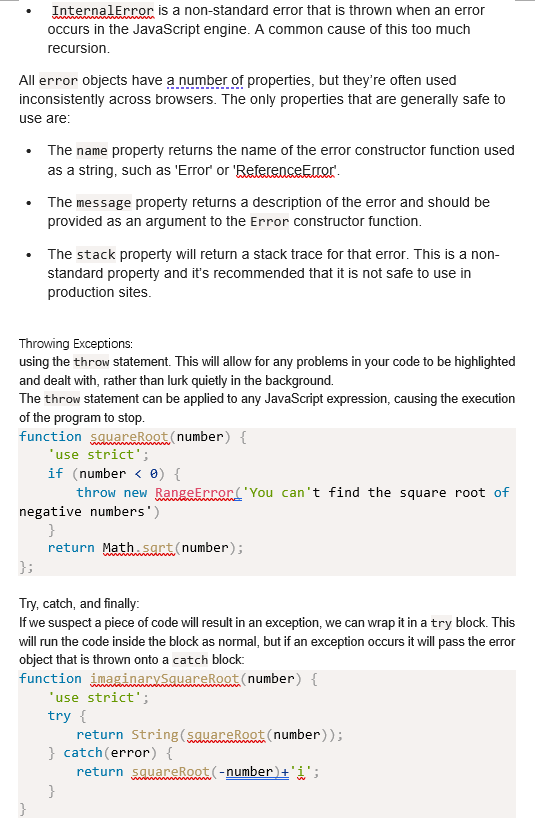 • InternalError is a non-standard error that is thrown when an error
occurs in the JavaScript engine. A common cause of this too much
recursion.
All error objects have a number of properties, but they’re often used
inconsistently across browsers. The only properties that are generally safe to
use are:
• The name property returns the name of the error constructor function used
as a string, such as 'Error' or 'ReferenceError'.
• The message property returns a description of the error and should be
provided as an argument to the Error constructor function.
• The stack property will return a stack trace for that error. This is a non-
standard property and it’s recommended that it is not safe to use in
production sites.
Throwing Exceptions:
using the throw statement. This will allow for any problems in your code to be highlighted
and dealt with, rather than lurk quietly in the background.
The throw statement can be applied to any JavaScript expression, causing the execution
of the program to stop.
function squareRoot(number) {
    'use strict';
    if (number < 0) {
        throw new RangeError('You can't find the square root of
negative numbers')
    }
    return Math.sqrt(number);
};
Try, catch, and finally:
If we suspect a piece of code will result in an exception, we can wrap it in a try block. This
will run the code inside the block as normal, but if an exception occurs it will pass the error
object that is thrown onto a catch block:
function imaginarySquareRoot(number) {
    'use strict';
    try {
        return String(squareRoot(number));
    } catch(error) {
        return squareRoot(-number)+'i';
    }
}